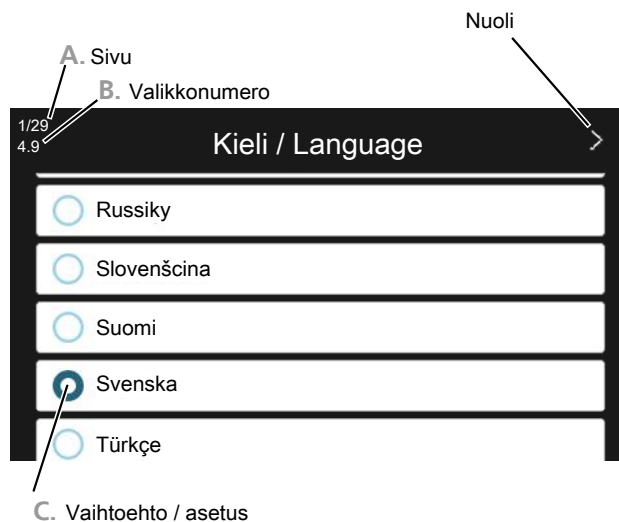 Nuoli
A. Sivu
B. Valikkonumero
1/29
4.9
Kieli / Language
Russiky
Slovenšcina
Suomi
Svenska
Türkçe
C. Vaihtoehto / asetus